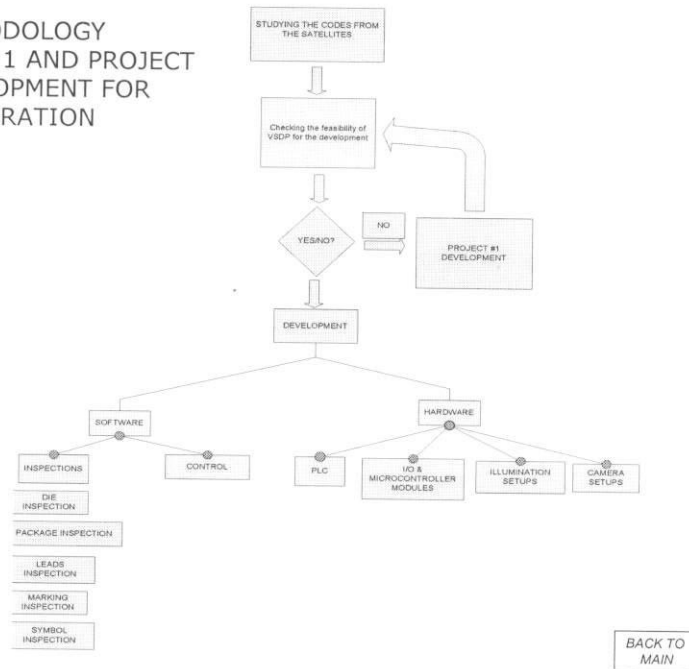 ODOLOGY
1 AND PROJECT
OPMENT FOR
RATION
STUDYING THE CODES FROM
THE SATELLITES
Checking the feasibility of
VSDP for the development
YES/NO?
NO
PROJECT #1
DEVELOPMENT
DEVELOPMENT
SOFTWARE
HARDWARE
INSPECTIONS
CONTROL
PLC
I/O &
MICROCONTROLLER
MODULES
ILLUMINATION
SETUPS
CAMERA
SETUPS
DIE
INSPECTION
PACKAGE INSPECTION
LEADS
INSPECTION
MARKING
INSPECTION
SYMBOL
INSPECTION
BACK TO
MAIN